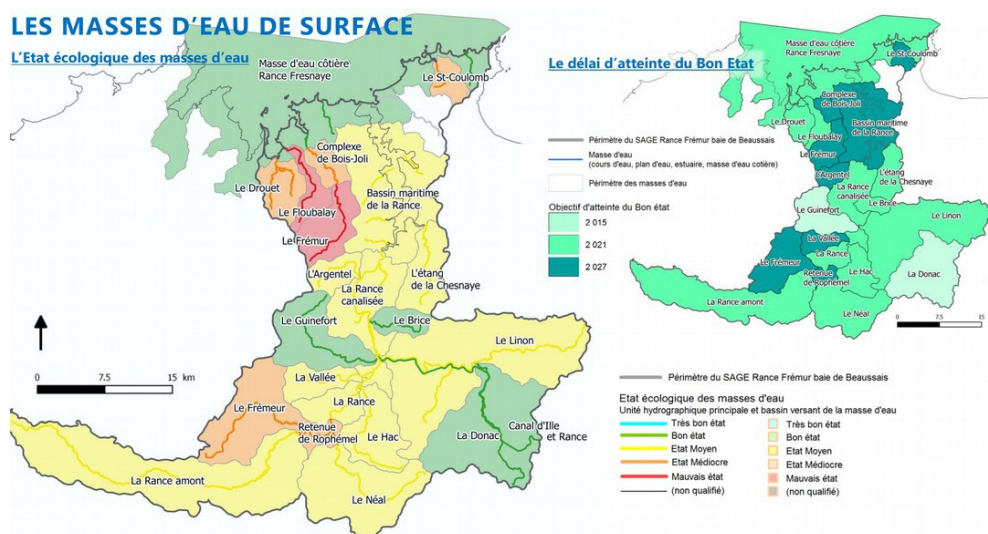 LES MASSES D'EAU DE SURFACE
L'Etat écologique des masses d'eau
Masse d'eau côtière
Rance Fresnaye
Le St-Coulomb
Complexe
de Bois-Joli
Le Drouet
Bassin maritime
de la Rance
Le Floubalay
Le Frémur
L'Argentel
L'étang
de la Chesnaye
La Rance
canalisée
Le Guinefort
Le Brice
Le Linon
La Vallée
Le Frémeur
La Rance
Retenue
de Rophémel
Le Hac
La Donac
Canal d'Ille
et Rance
La Rance amont
Le Néal
0 7.5 15 km
Le délai d'atteinte du Bon Etat
Périmètre du SAGE Rance Frémur baie de Beaussais
Masse d'eau
(cours d'eau, plan d'eau, estuaire, masse d'eau cotière)
Périmètre des masses d'eau
Objectif d'atteinte du Bon état
2 015
2 021
2 027
Masse d'eau côtière
Rance Fresnaye
Le St-Coulomb
Complexe
de Bois-Joli
Le Drouet
Bassin maritime
de la Rance
Le Floubalay
Le Frémur
L'Argentel
L'étang
de la Chesnaye
La Rance
canalisée
Le Brice
Le Guinefort
Le Linon
La Vallée
La Rance
Le Frémeur
Le Hac
La Donac
Retenue
de Rophémel
La Rance amont
Le Néal
0 7.5 15
Périmètre du SAGE Rance Frémur baie de Beaussais
Etat écologique des masses d'eau
Unité hydrographique principale et bassin versant de la masse d'eau
Très bon état Très bon état
Bon état Bon état
Etat Moyen Etat Moyen
Etat Médiocre Etat Médiocre
Mauvais état Mauvais état
(non qualifié) (non qualifié)